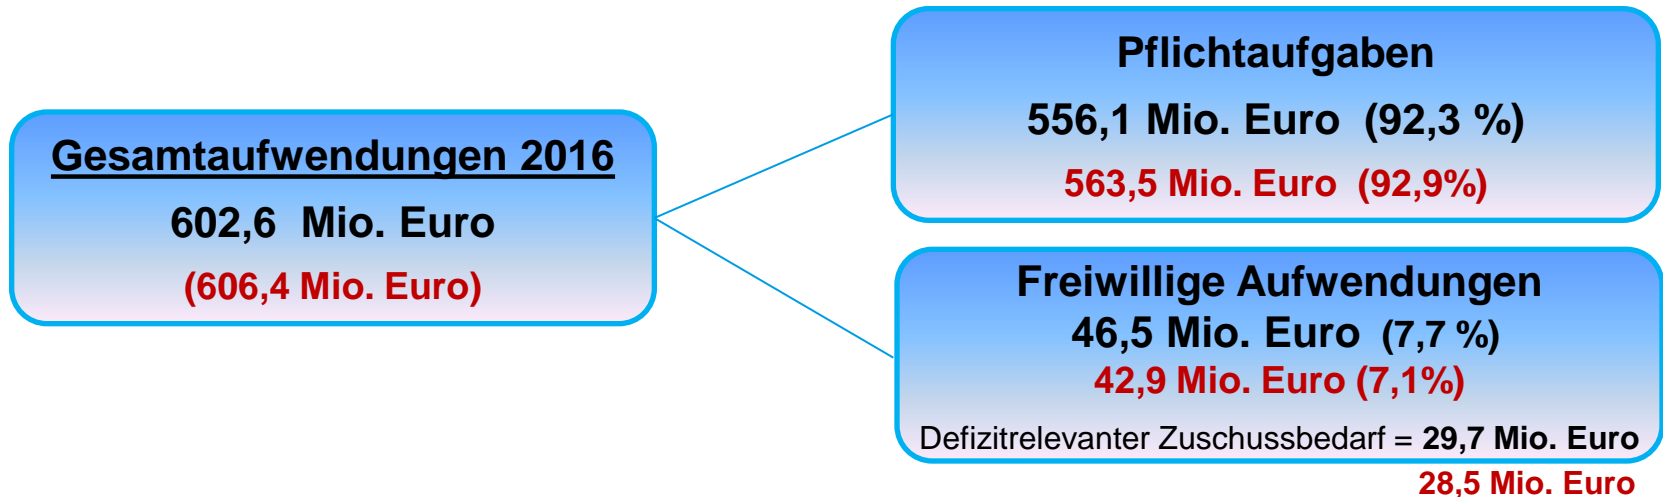 Gesamtaufwendungen 2016
602,6 Mio. Euro
(606,4 Mio. Euro)
Pflichtaufgaben
556,1 Mio. Euro (92,3 %)
563,5 Mio. Euro (92,9%)
Freiwillige Aufwendungen
46,5 Mio. Euro (7,7 %)
42,9 Mio. Euro (7,1%)
Defizitrelevanter Zuschussbedarf = 29,7 Mio. Euro
28,5 Mio. Euro